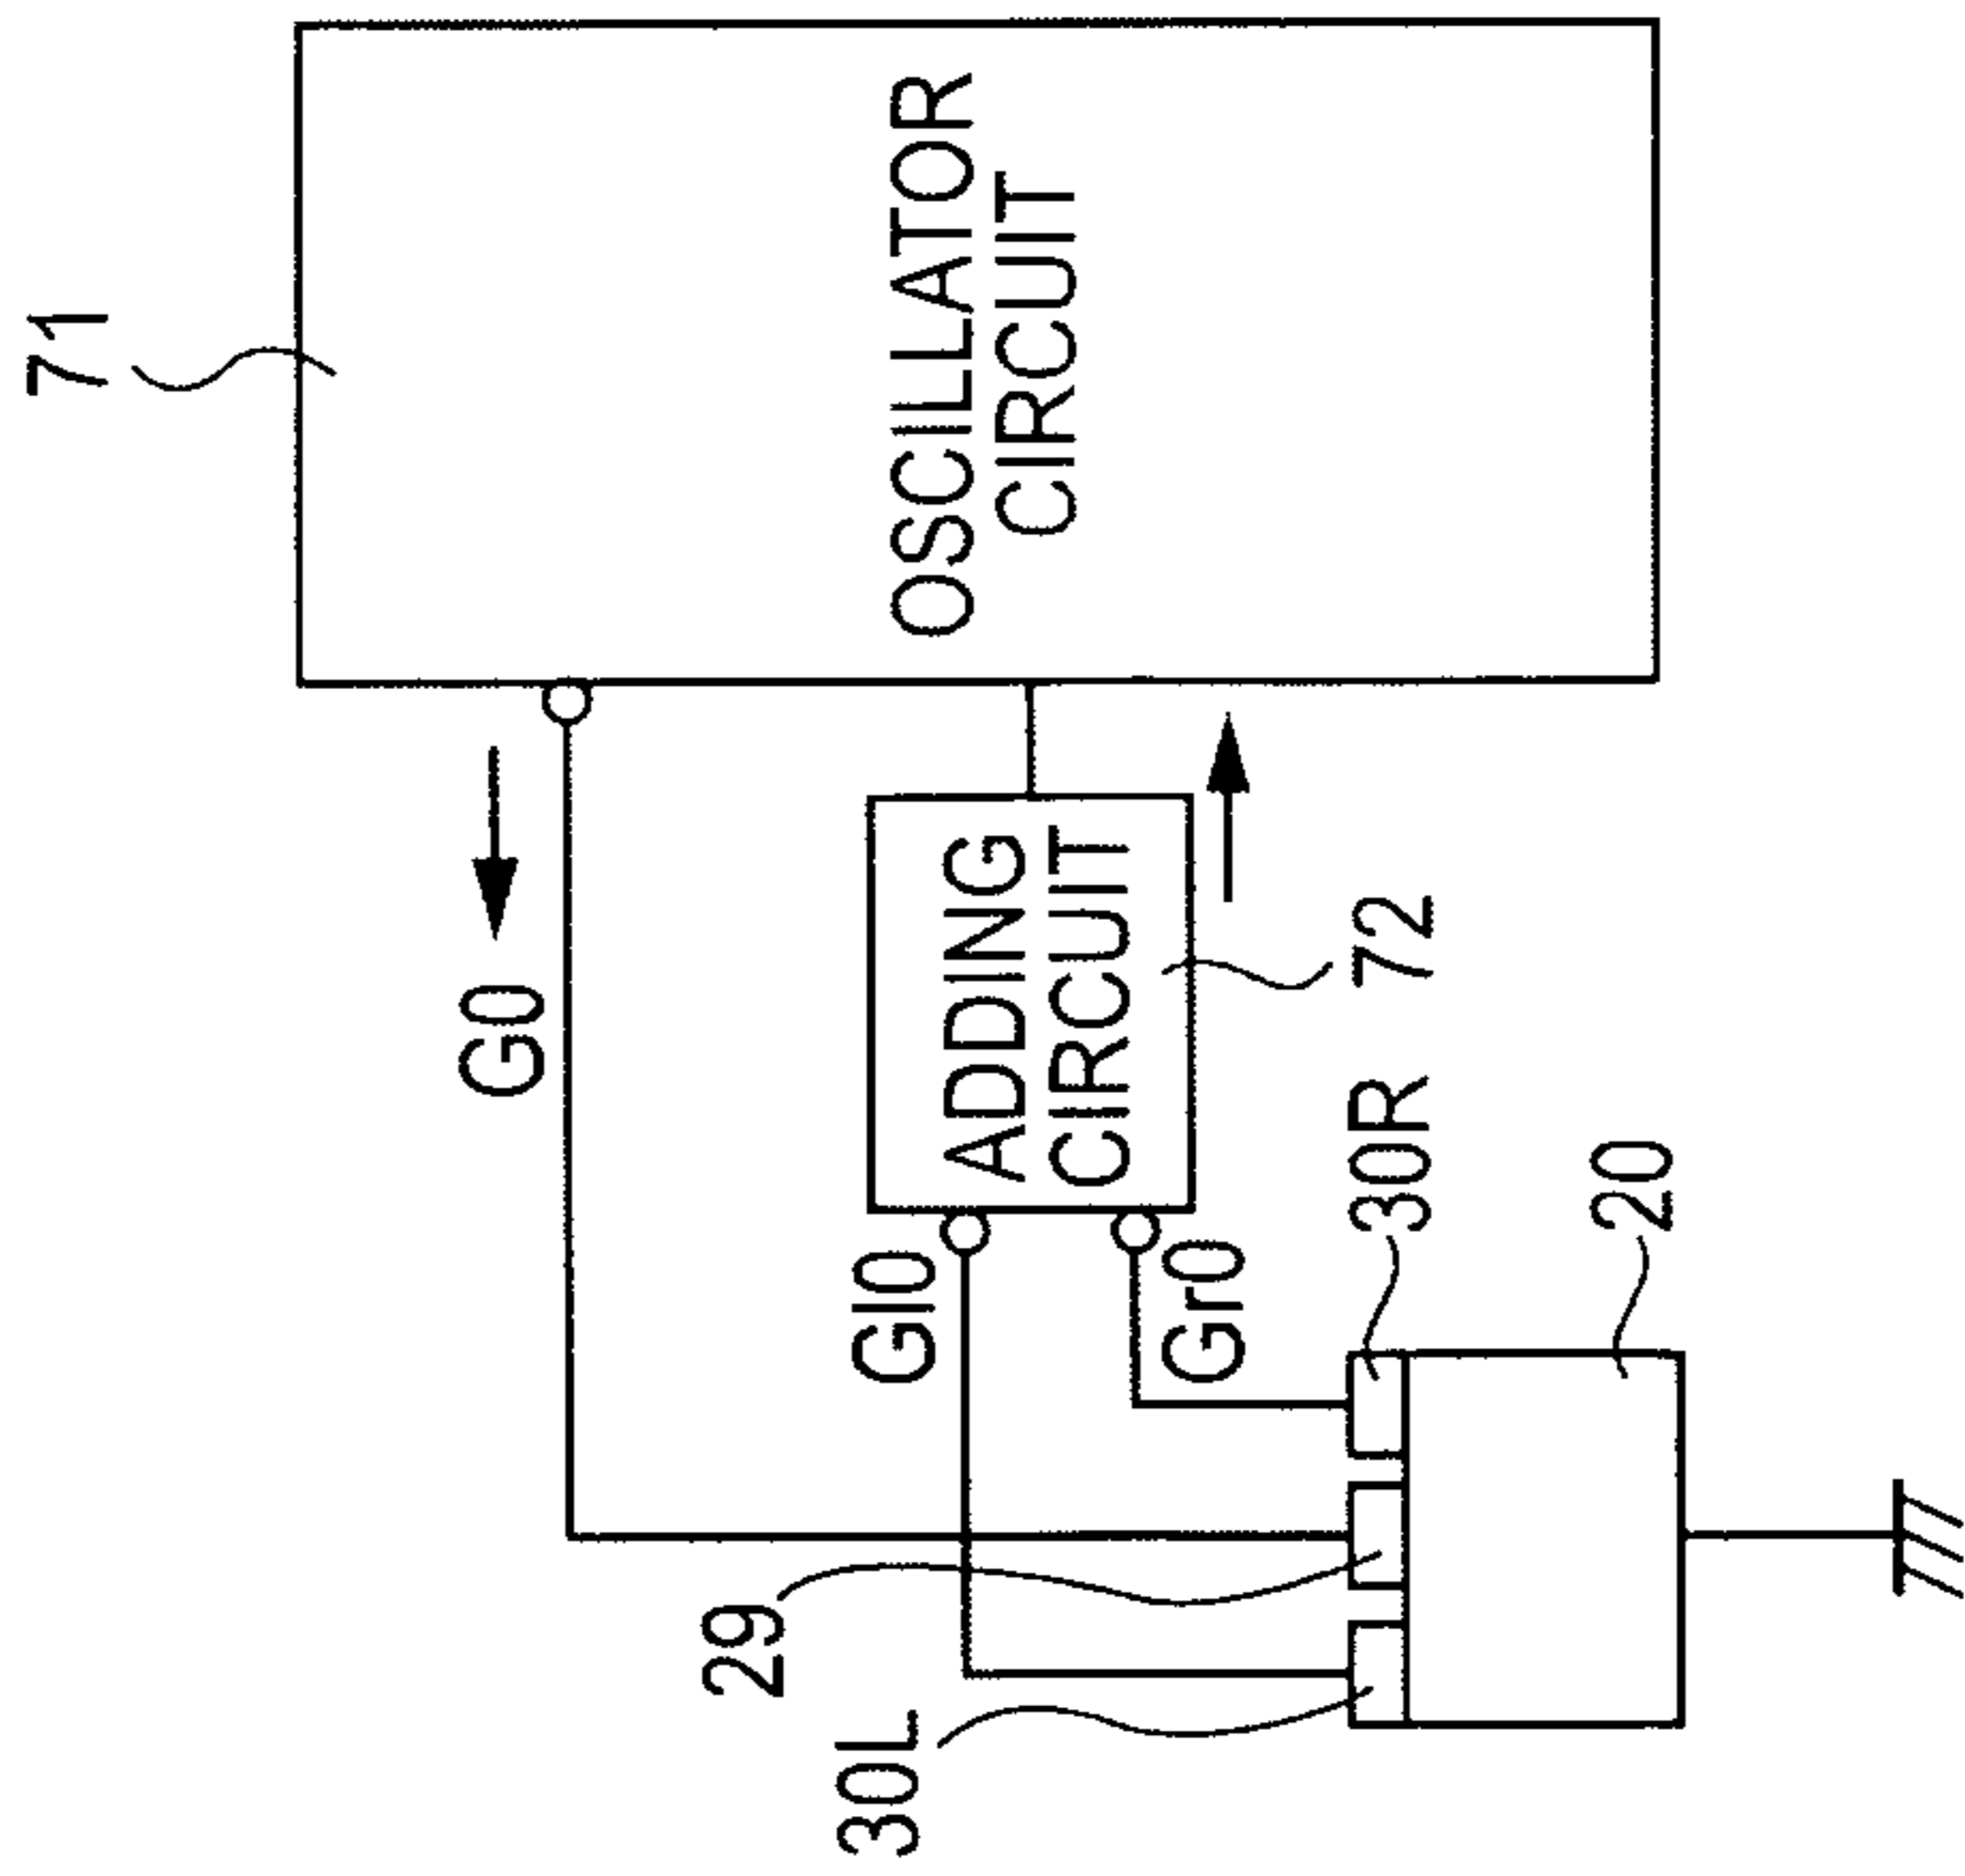 71
OSCILLATOR
CIRCUIT
G0
ADDING
CIRCUIT
72
Gl0
Gr0
30R
20
29
30L